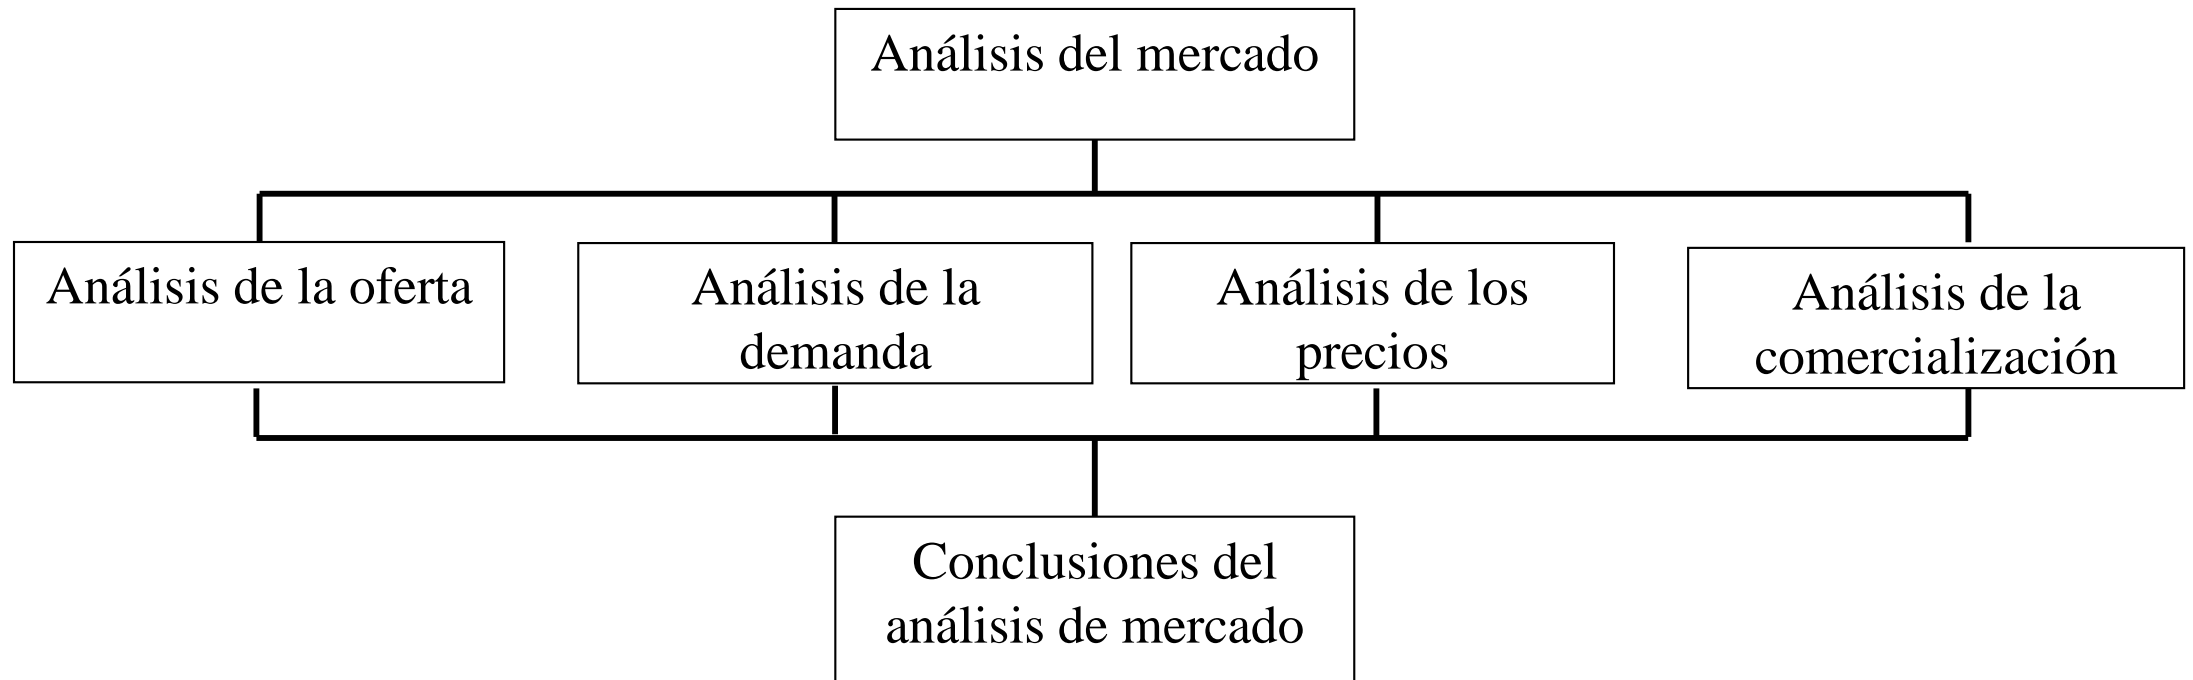 Análisis del mercado
Análisis de la oferta
Análisis de la
demanda
Análisis de los
precios
Análisis de la
comercialización
Conclusiones del
análisis de mercado